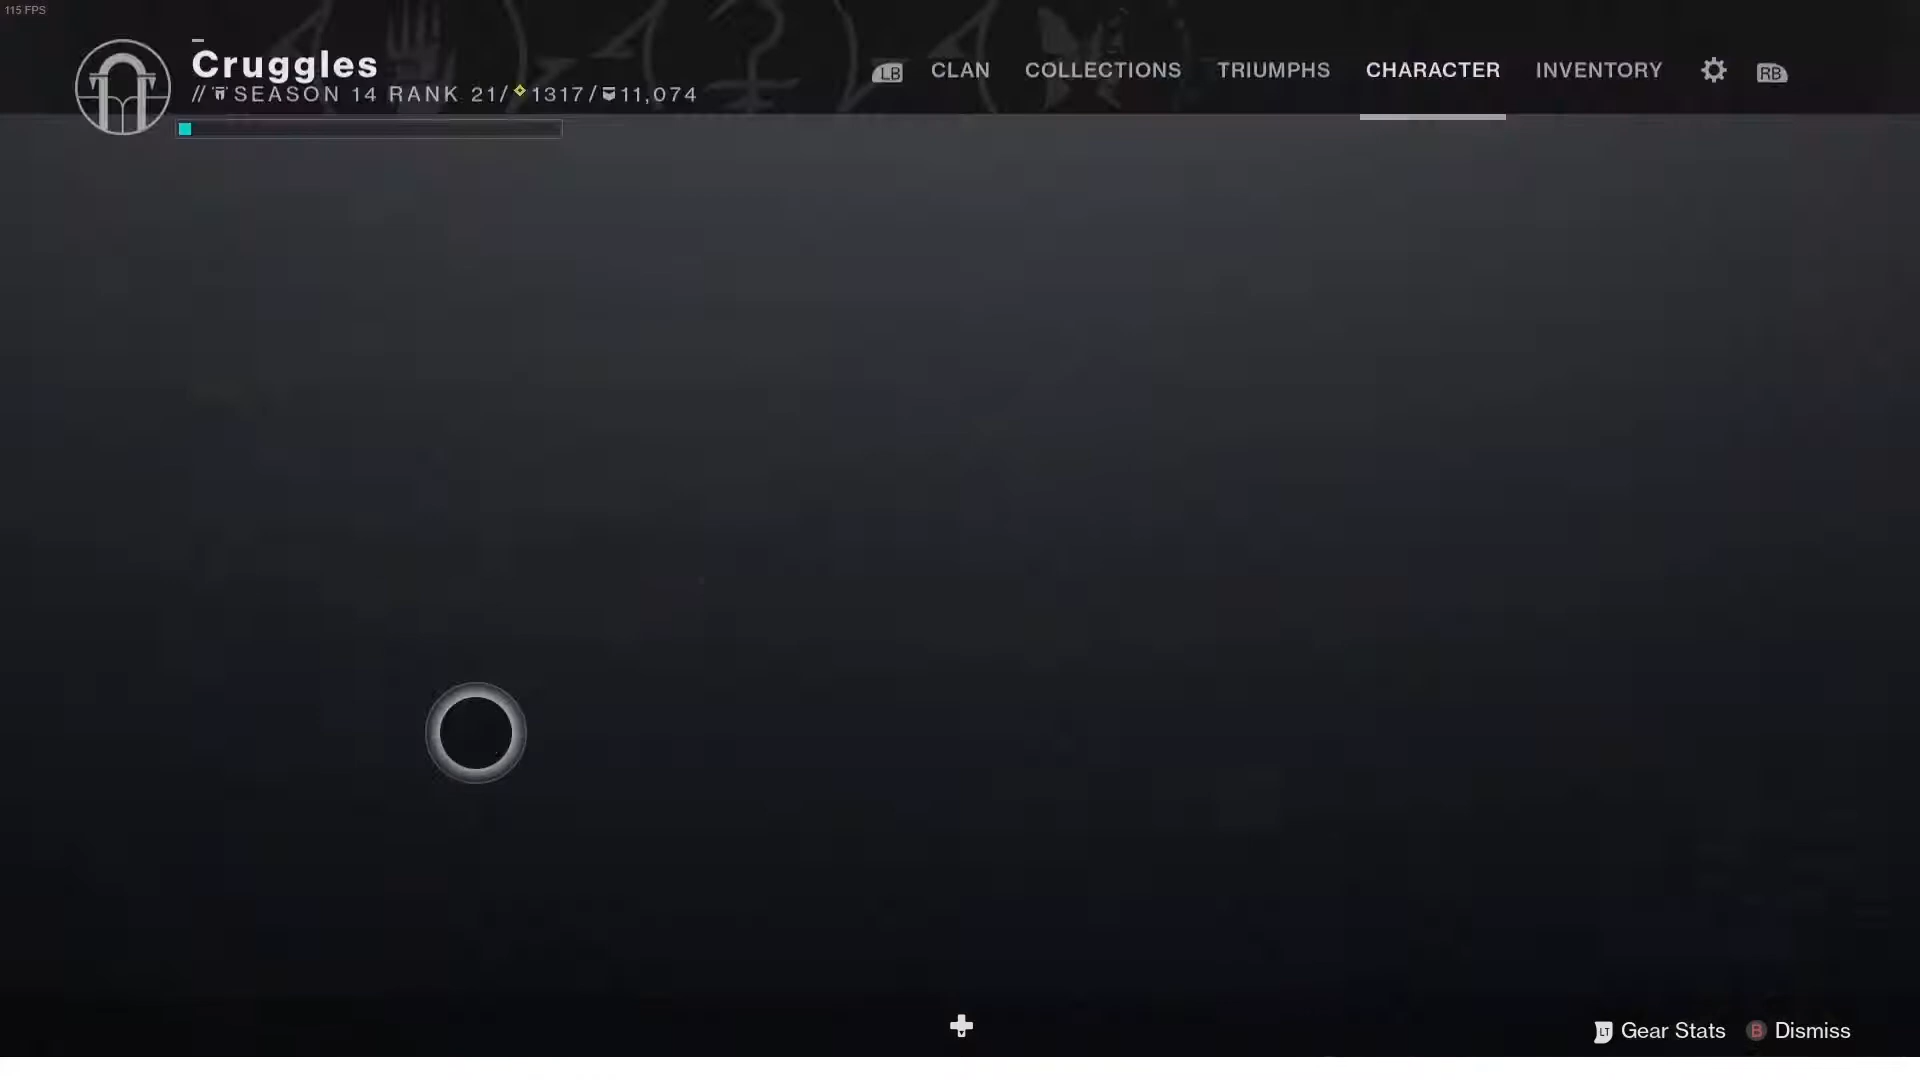 115 FPS
Cruggles
// SEASON 14 RANK 21/ 1317/ 11,074
LB CLAN COLLECTIONS TRIUMPHS CHARACTER INVENTORY RB
LT Gear Stats B Dismiss